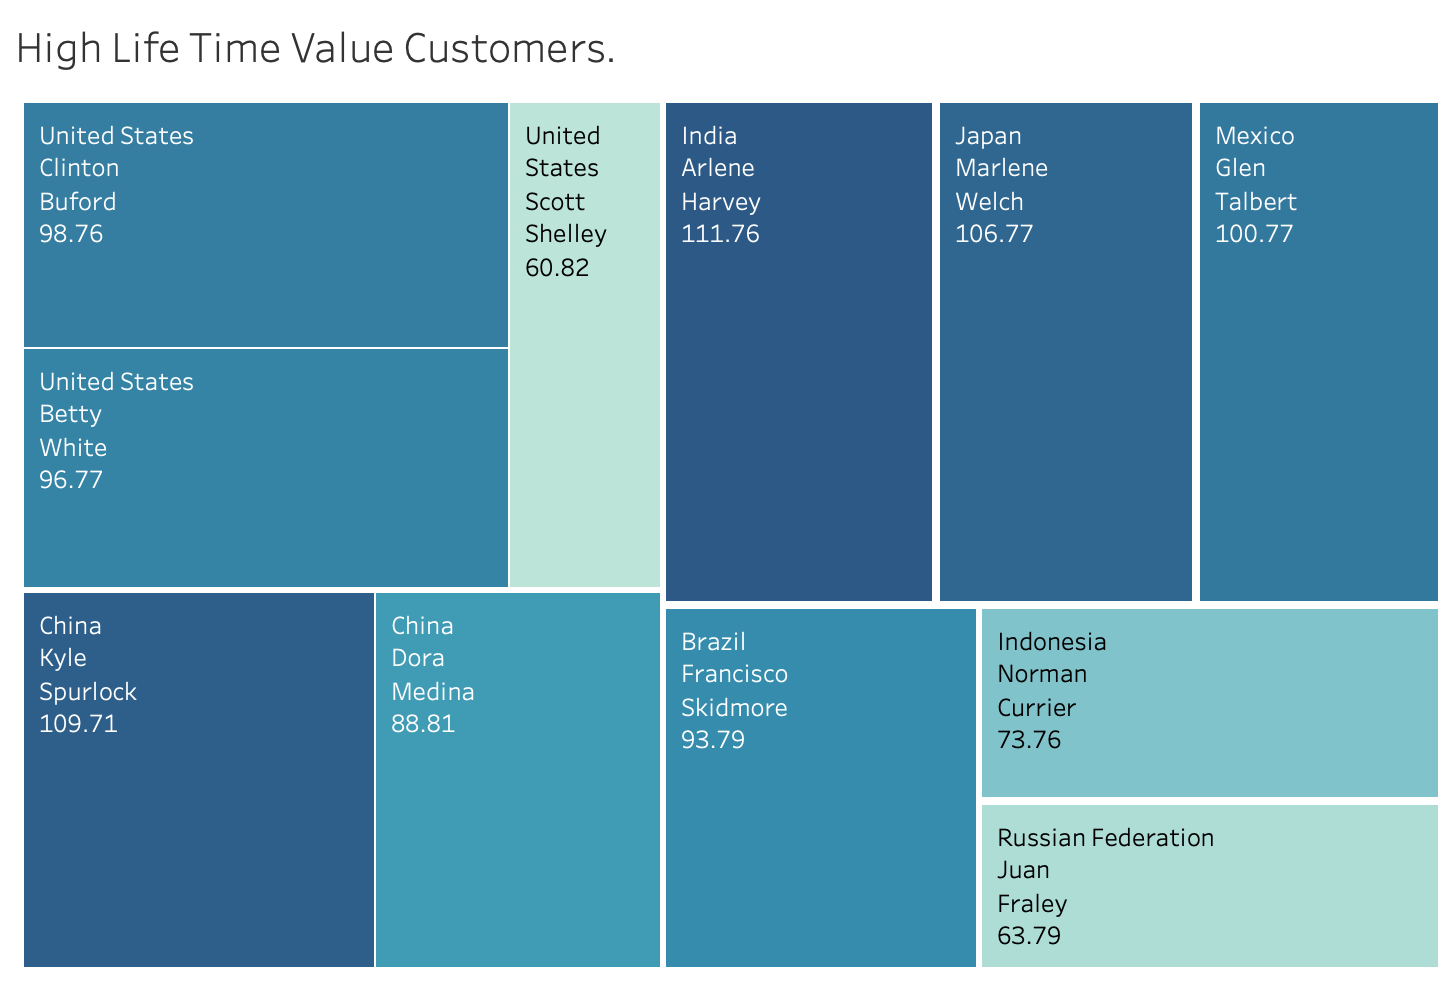 High Life Time Value Customers.
United States
Clinton
Buford
98.76
United
States
Scott
Shelley
60.82
India
Arlene
Harvey
111.76
Japan
Marlene
Welch
106.77
Mexico
Glen
Talbert
100.77
United States
Betty
White
96.77
China
Kyle
Spurlock
109.71
China
Dora
Medina
88.81
Brazil
Francisco
Skidmore
93.79
Indonesia
Norman
Currier
73.76
Russian Federation
Juan
Fraley
63.79